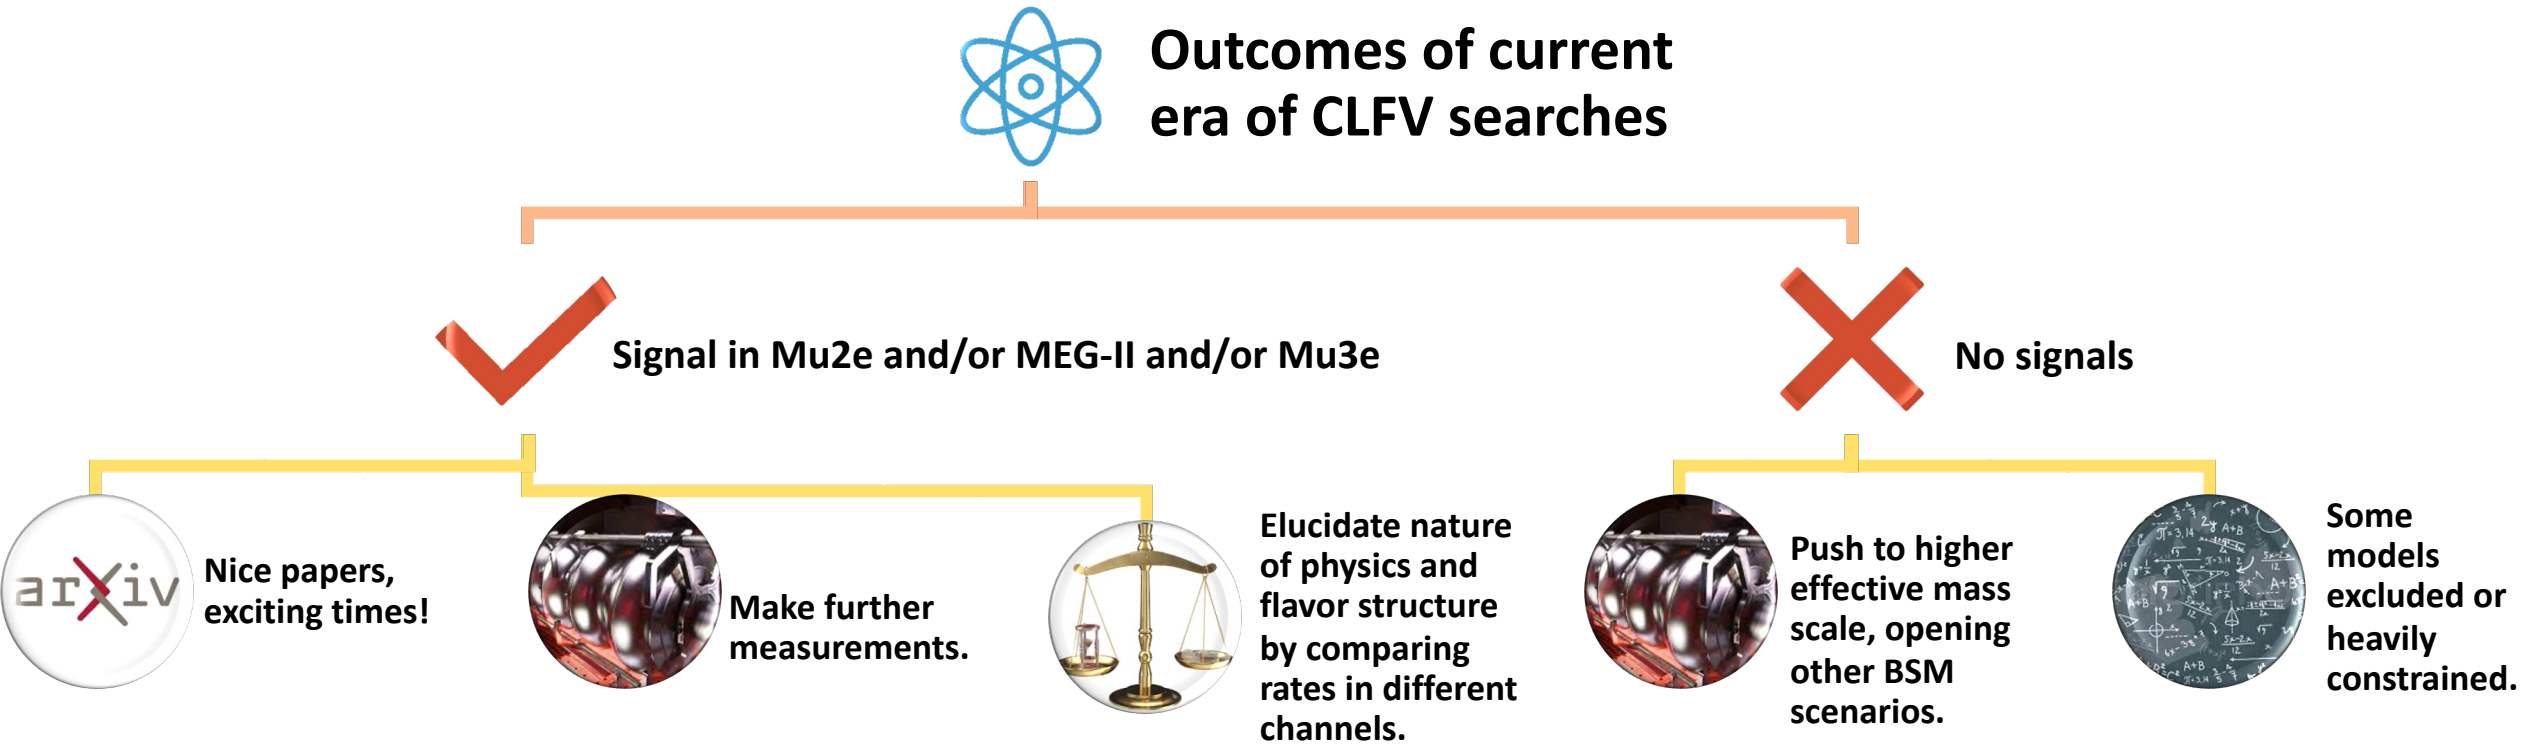 Outcomes of current
era of CLFV searches
Signal in Mu2e and/or MEG-II and/or Mu3e
No signals
arXiv
Nice papers,
exciting times!
Make further
measurements.
Elucidate nature
of physics and
flavor structure
by comparing
rates in different
channels.
Push to higher
effective mass
scale, opening
other BSM
scenarios.
Some
models
excluded or
heavily
constrained.